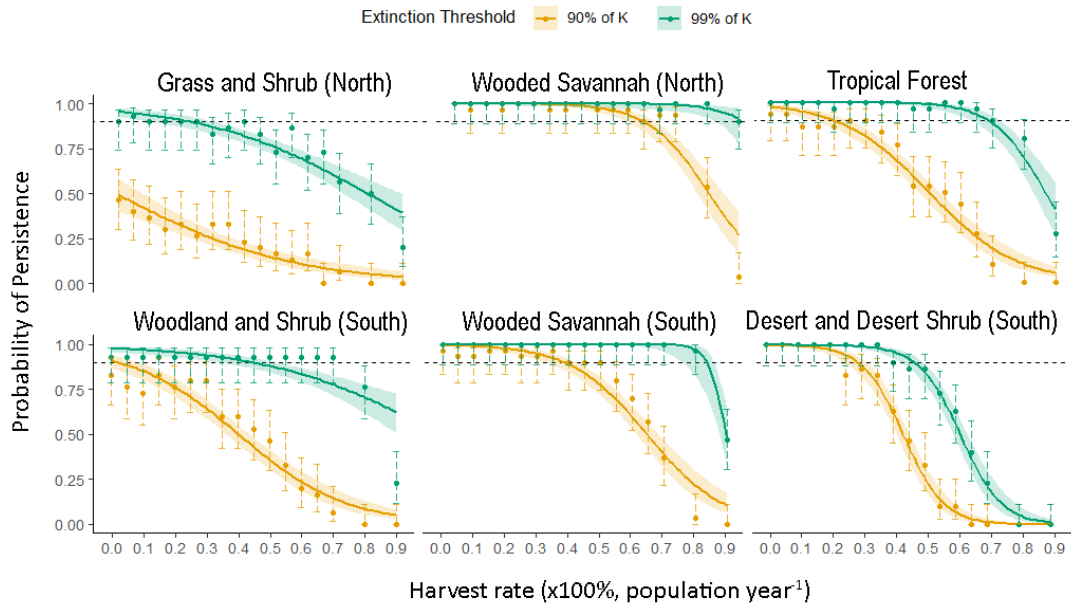 Extinction Threshold 90% of K 99% of K
Grass and Shrub (North) Wooded Savannah (North) Tropical Forest
1.00
0.75
0.50
0.25
0.00
Probability of Persistence
Woodland and Shrub (South) Wooded Savannah (South) Desert and Desert Shrub (South)
1.00
0.75
0.50
0.25
0.00
0.0 0.1 0.2 0.3 0.4 0.5 0.6 0.7 0.8 0.9 0.0 0.1 0.2 0.3 0.4 0.5 0.6 0.7 0.8 0.9 0.0 0.1 0.2 0.3 0.4 0.5 0.6 0.7 0.8 0.9
Harvest rate (x100%, population year⁻¹)